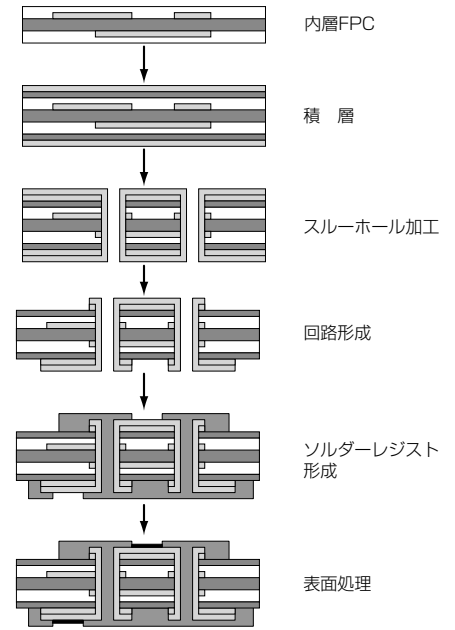 内層FPC
積　層
スルーホール加工
回路形成
ソルダーレジスト
形成
表面処理